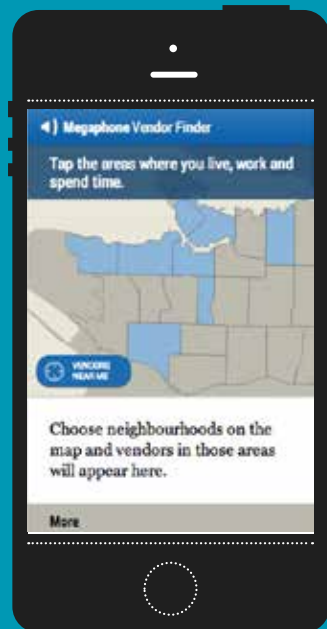 Megaphone Vendor Finder
Tap the areas where you live, work and
spend time.
VENDORS
NEAR ME
Choose neighbourhoods on the
map and vendors in those areas
will appear here.
More